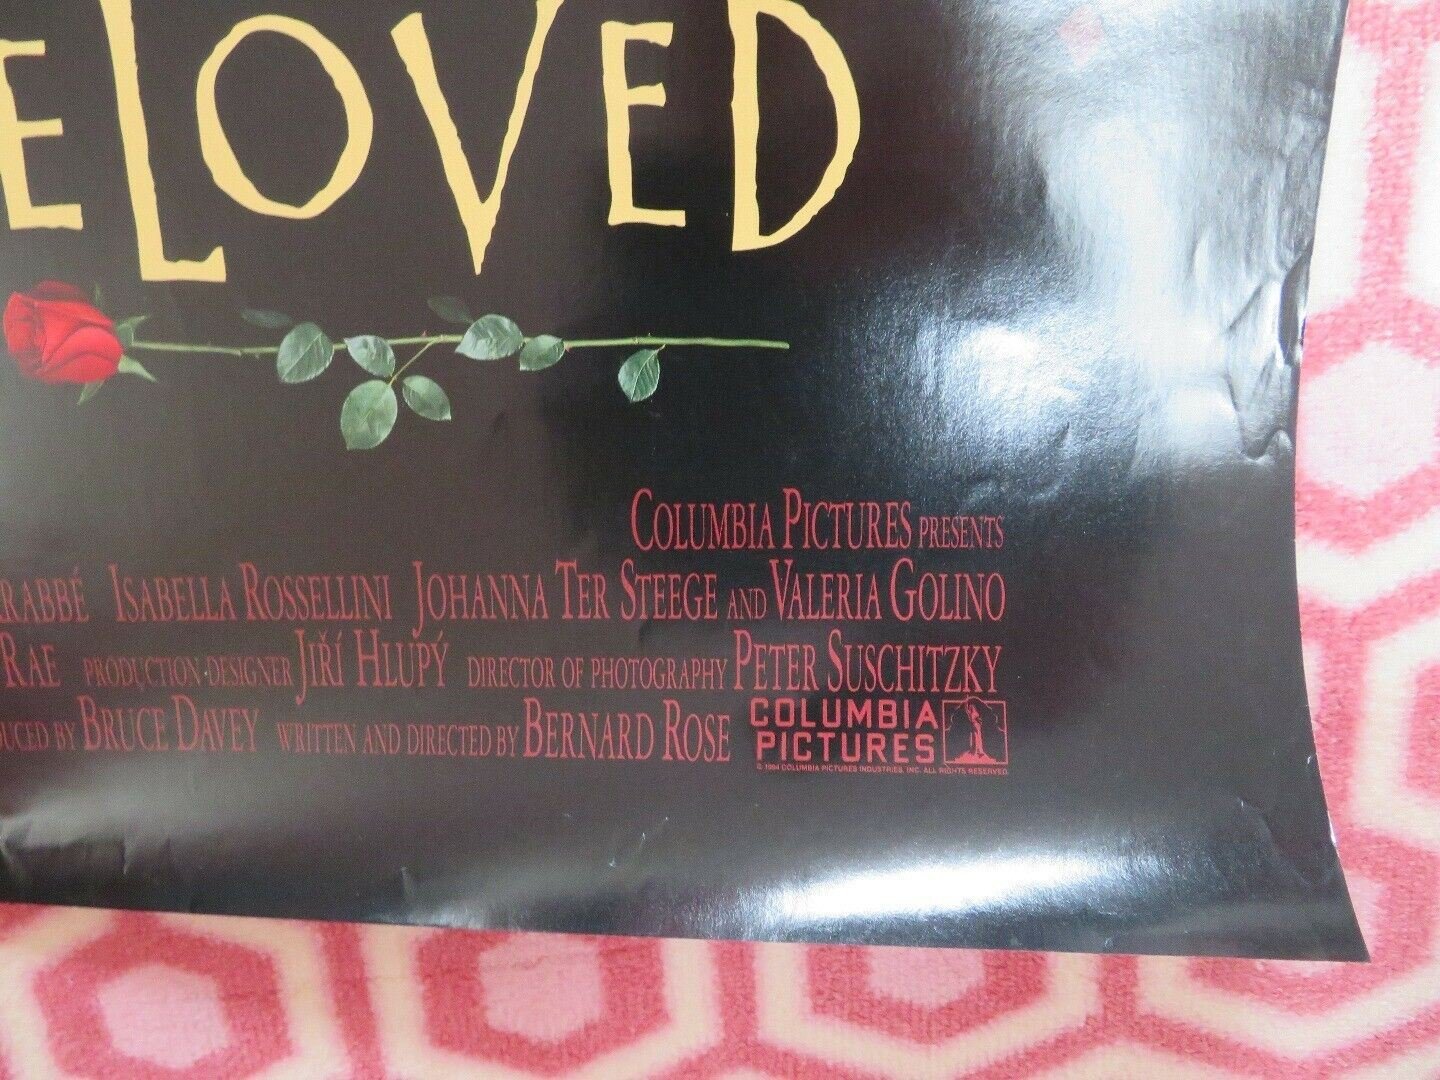 ELOVED
COLUMBIA PICTURES PRESENTS
RABBÉ ISABELLA ROSSELLINI JOHANNA TER STEEGE AND VALERIA GOLINO
RAE PRODUCTION DESIGNER JIŘÍ HLUPÝ DIRECTOR OF PHOTOGRAPHY PETER SUSCHITZKY
DUCED BY BRUCE DAVEY WRITTEN AND DIRECTED BY BERNARD ROSE
COLUMBIA
PICTURES
© 1994 COLUMBIA PICTURES INDUSTRIES, INC. ALL RIGHTS RESERVED.